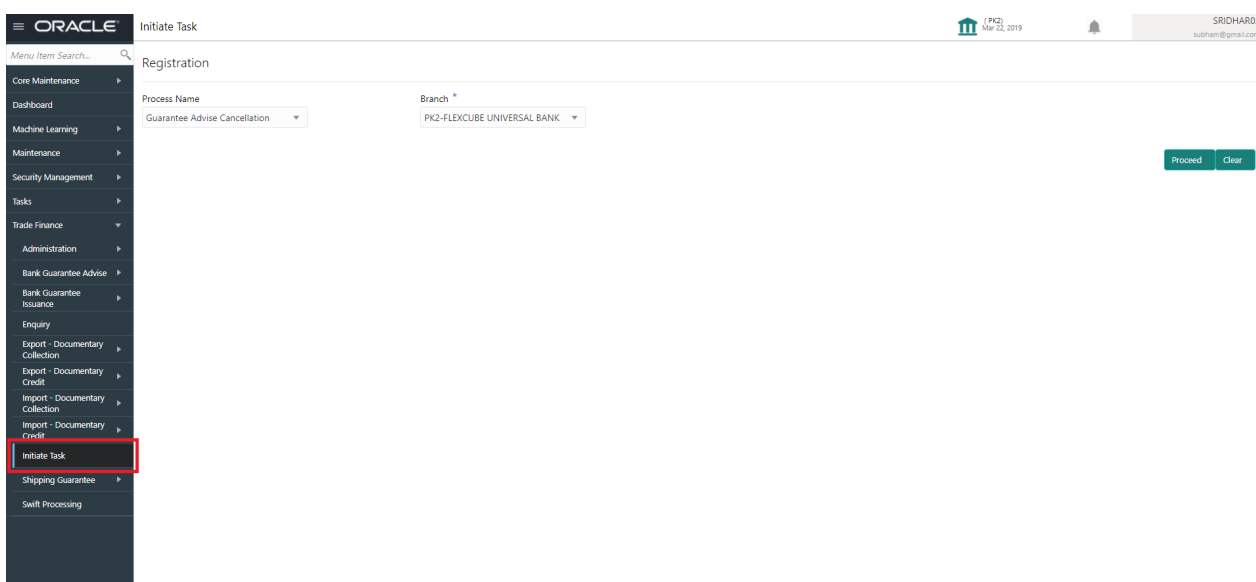 ORACLE
Initiate Task
(PK2)
Mar 22, 2019
SRIDHAR0
subham@gmail.com
Menu Item Search...
Registration
Core Maintenance
Dashboard
Machine Learning
Maintenance
Security Management
Tasks
Trade Finance
Administration
Bank Guarantee Advise
Bank Guarantee
Issuance
Enquiry
Export - Documentary
Collection
Export - Documentary
Credit
Import - Documentary
Collection
Import - Documentary
Credit
Initiate Task
Shipping Guarantee
Swift Processing
Process Name
Branch *
Guarantee Advise Cancellation
PK2-FLEXCUBE UNIVERSAL BANK
Proceed
Clear